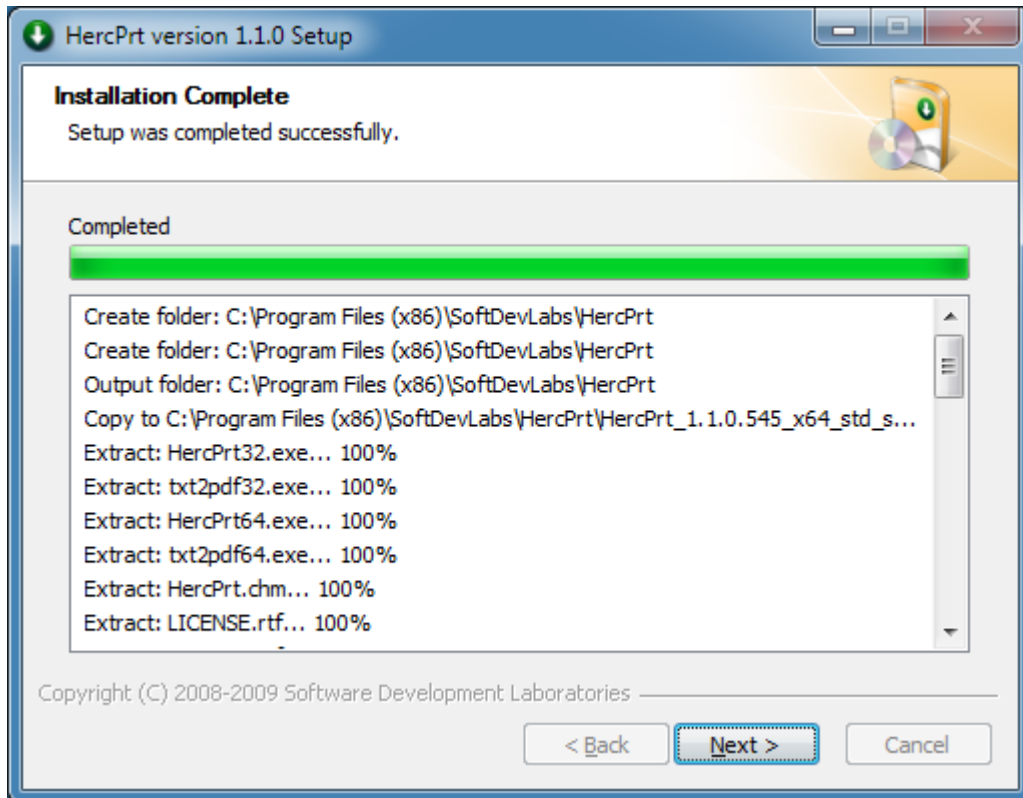 HercPrt version 1.1.0 Setup
Installation Complete
Setup was completed successfully.
Completed
Create folder: C:\Program Files (x86)\SoftDevLabs\HercPrt
Create folder: C:\Program Files (x86)\SoftDevLabs\HercPrt
Output folder: C:\Program Files (x86)\SoftDevLabs\HercPrt
Copy to C:\Program Files (x86)\SoftDevLabs\HercPrt\HercPrt_1.1.0.545_x64_std_s...
Extract: HercPrt32.exe... 100%
Extract: txt2pdf32.exe... 100%
Extract: HercPrt64.exe... 100%
Extract: txt2pdf64.exe... 100%
Extract: HercPrt.chm... 100%
Extract: LICENSE.rtf... 100%
Copyright (C) 2008-2009 Software Development Laboratories
< Back Next > Cancel